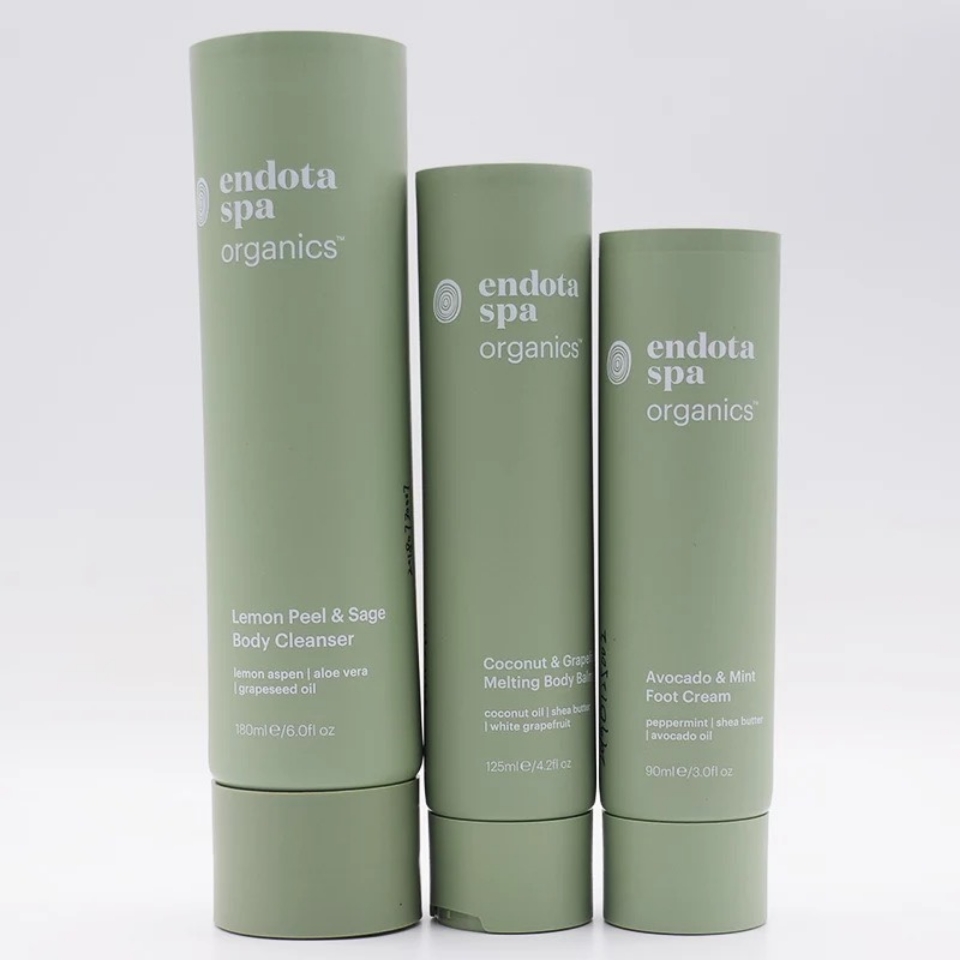 endota
spa
organics™
Lemon Peel & Sage
Body Cleanser
lemon aspen | aloe vera
| grapeseed oil
180ml℮/6.0fl oz
endota
spa
organics™
Coconut &
Melting Body Balm
coconut oil | shea butter
| white grapefruit
125ml℮/4.2fl oz
endota
spa
organics™
Avocado & Mint
Foot Cream
peppermint | shea butter
| avocado oil
90ml℮/3.0fl oz